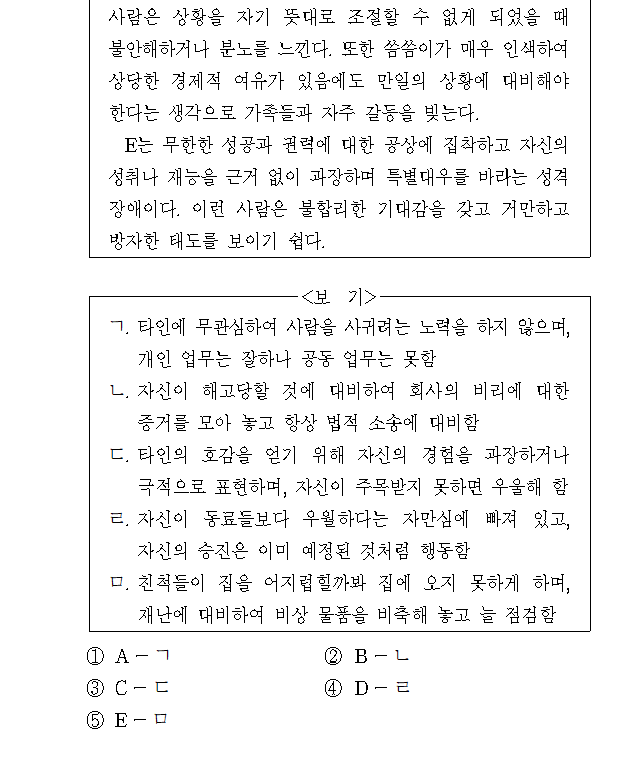 사람은 상황을 자기 뜻대로 조절할 수 없게 되었을 때
불안해하거나 분노를 느낀다. 또한 씀씀이가 매우 인색하여
상당한 경제적 여유가 있음에도 만일의 상황에 대비해야
한다는 생각으로 가족들과 자주 갈등을 빚는다.
E는 무한한 성공과 권력에 대한 공상에 집착하고 자신의
성취나 재능을 근거 없이 과장하며 특별대우를 바라는 성격
장애이다. 이런 사람은 불합리한 기대감을 갖고 거만하고
방자한 태도를 보이기 쉽다.
<보 기>
ㄱ. 타인에 무관심하여 사람을 사귀려는 노력을 하지 않으며,
개인 업무는 잘하나 공동 업무는 못함
ㄴ. 자신이 해고당할 것에 대비하여 회사의 비리에 대한
증거를 모아 놓고 항상 법적 소송에 대비함
ㄷ. 타인의 호감을 얻기 위해 자신의 경험을 과장하거나
극적으로 표현하며, 자신이 주목받지 못하면 우울해 함
ㄹ. 자신이 동료들보다 우월하다는 자만심에 빠져 있고,
자신의 승진은 이미 예정된 것처럼 행동함
ㅁ. 친척들이 집을 어지럽힐까봐 집에 오지 못하게 하며,
재난에 대비하여 비상 물품을 비축해 놓고 늘 점검함
① A－ㄱ ② B－ㄴ
③ C－ㄷ ④ D－ㄹ
⑤ E－ㅁ